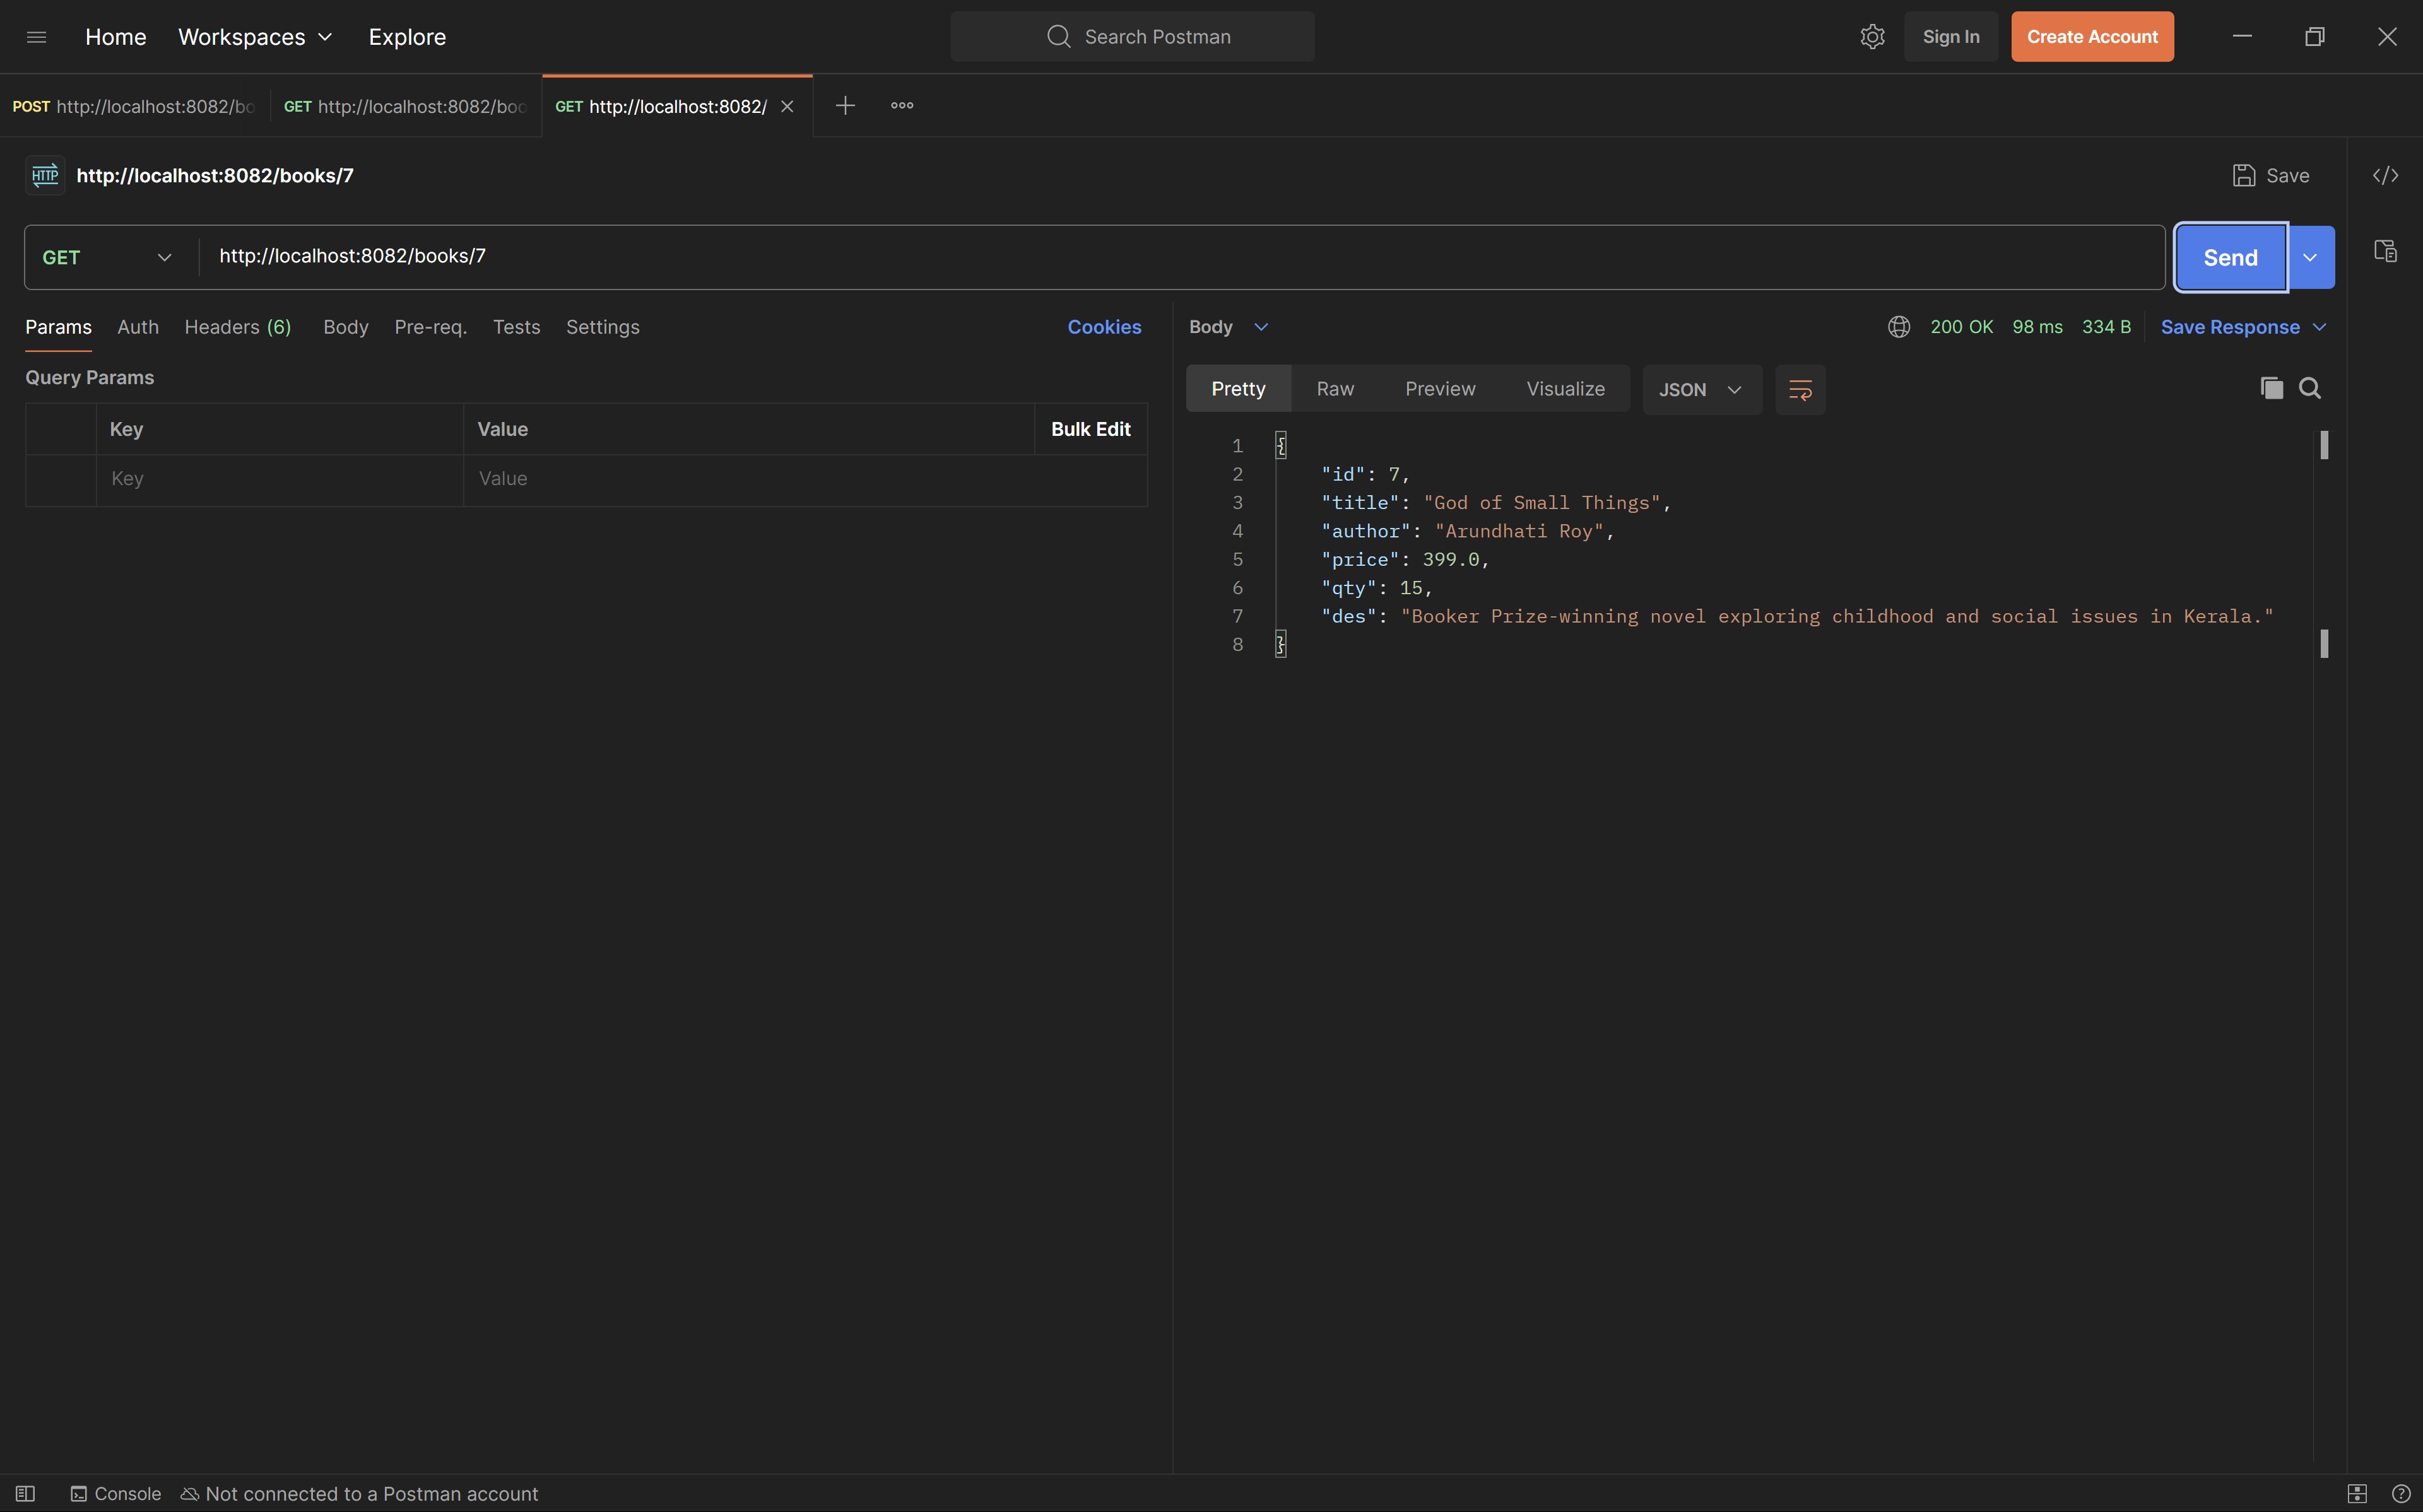 Home Workspaces Explore Search Postman Sign In Create Account
POST http://localhost:8082/bo GET http://localhost:8082/boo GET http://localhost:8082/
HTTP http://localhost:8082/books/7 Save
GET http://localhost:8082/books/7 Send
Params Auth Headers (6) Body Pre-req. Tests Settings Cookies
Query Params
Key Value Bulk Edit
Key Value
Body 200 OK 98 ms 334 B Save Response
Pretty Raw Preview Visualize JSON
1 {
2 "id": 7,
3 "title": "God of Small Things",
4 "author": "Arundhati Roy",
5 "price": 399.0,
6 "qty": 15,
7 "des": "Booker Prize-winning novel exploring childhood and social issues in Kerala."
8 }
Console Not connected to a Postman account